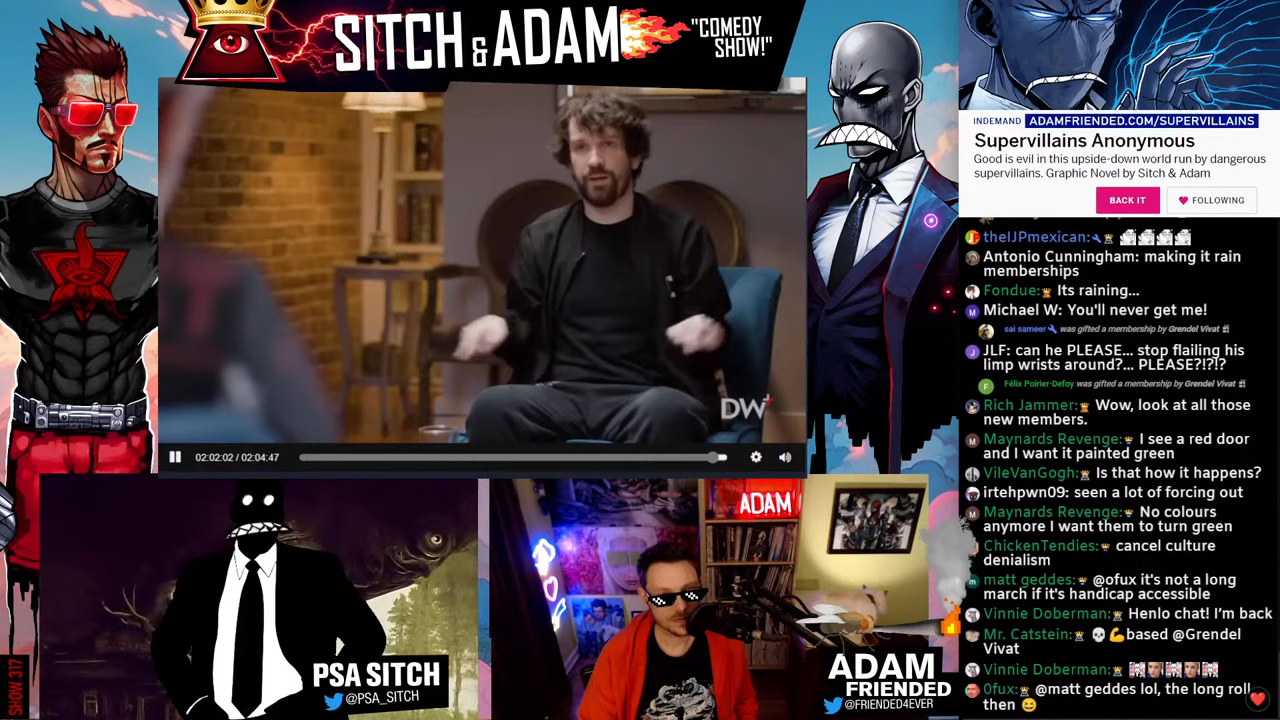 SITCH & ADAM "COMEDY SHOW!"
INDEMAND ADAMFRIENDED.COM/SUPERVILLAINS
Supervillains Anonymous
Good is evil in this upside-down world run by dangerous
supervillains. Graphic Novel by Sitch & Adam
BACK IT
FOLLOWING
theIJPmexican:
Antonio Cunningham: making it rain
memberships
Fondue: Its raining...
Michael W: You'll never get me!
sai sameer was gifted a membership by Grendel Vivat
JLF: can he PLEASE... stop flailing his
limp wrists around?... PLEASE?!?!?
Félix Poirier-Defoy was gifted a membership by Grendel Vivat
Rich Jammer: Wow, look at all those
new members.
Maynards Revenge: I see a red door
and I want it painted green
VileVanGogh: Is that how it happens?
irtehpwn09: seen a lot of forcing out
Maynards Revenge: No colours
anymore I want them to turn green
ChickenTendies: cancel culture
denialism
matt geddes: @ofux it's not a long
march if it's handicap accessible
Vinnie Doberman: Henlo chat! I'm back
Mr. Catstein: 💀💪based @Grendel
Vivat
Vinnie Doberman:
0fux: @matt geddes lol, the long roll
then 😄
DW+
02:02:02 / 02:04:47
SHOW 317
PSA SITCH
@PSA_SITCH
ADAM
ADAM
FRIENDED
@FRIENDED4EVER